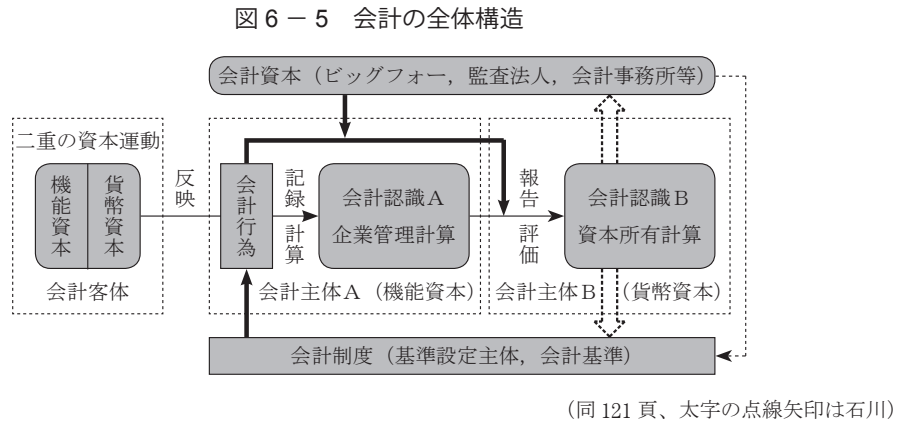 図6－5　会計の全体構造
会計資本（ビッグフォー，監査法人，会計事務所等）
二重の資本運動
機能資本
貨幣資本
会計客体
反映
会計行為
記録
計算
会計認識A
企業管理計算
会計主体A（機能資本）
報告
評価
会計認識B
資本所有計算
会計主体B（貨幣資本）
会計制度（基準設定主体，会計基準）
（同121頁、太字の点線矢印は石川）